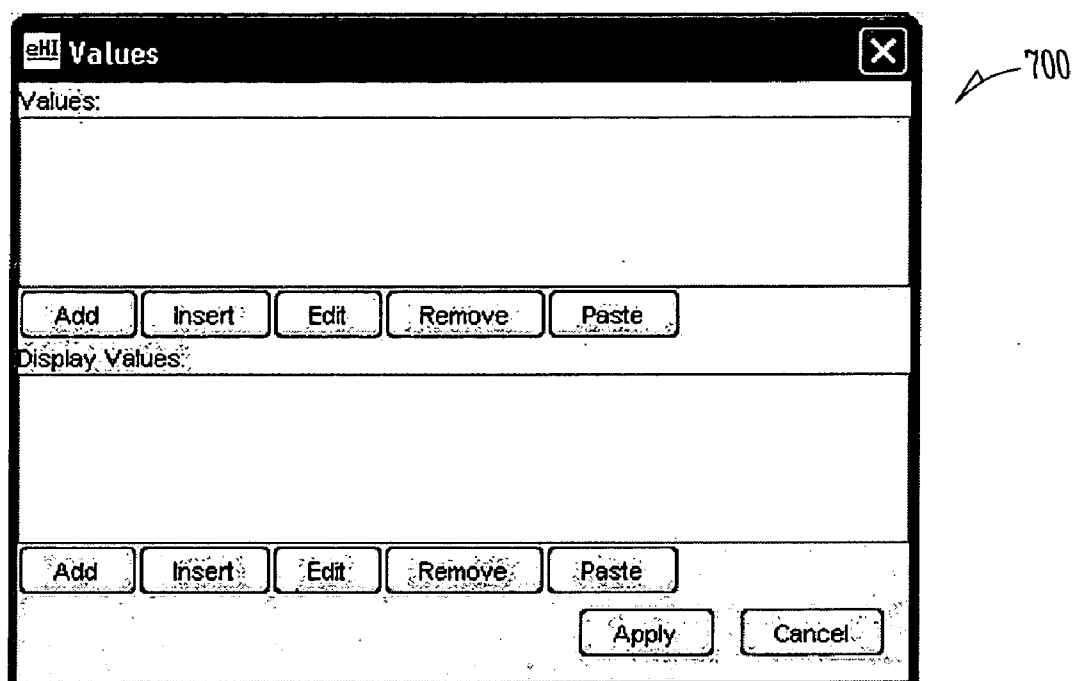 eHI Values
700
Values:
Add Insert Edit Remove Paste
Display Values:
Add Insert Edit Remove Paste
Apply Cancel